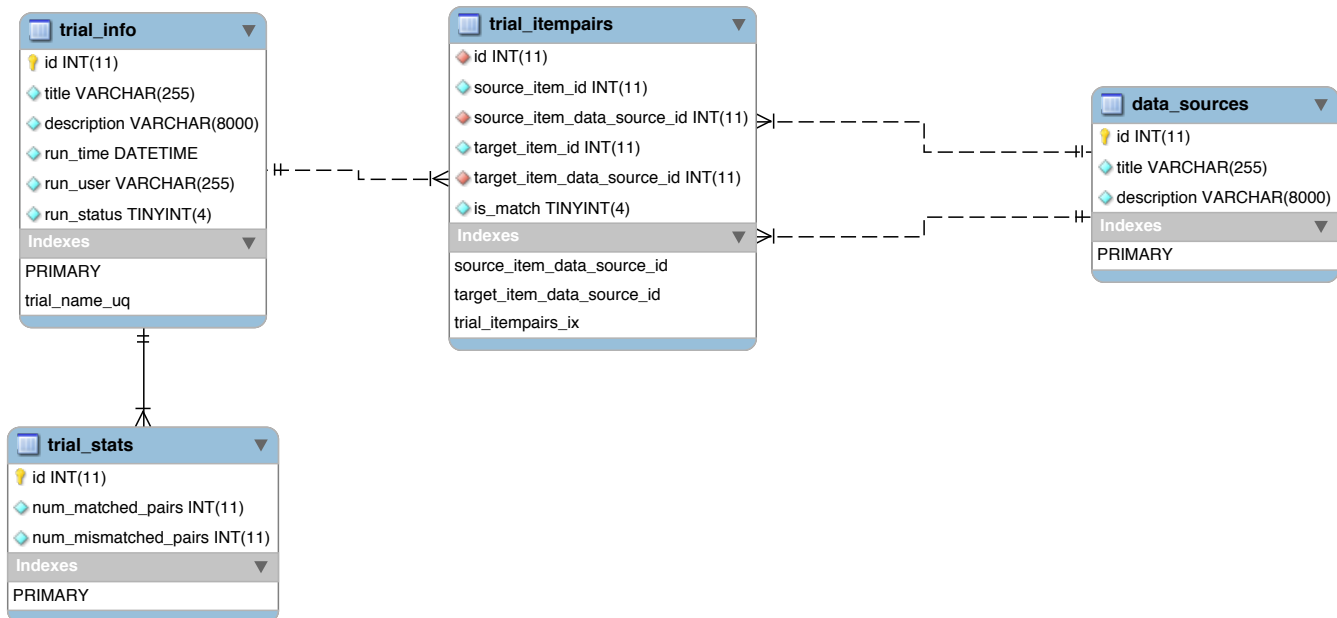 trial_info
id INT(11)
title VARCHAR(255)
description VARCHAR(8000)
run_time DATETIME
run_user VARCHAR(255)
run_status TINYINT(4)
Indexes
PRIMARY
trial_name_uq
trial_itempairs
id INT(11)
source_item_id INT(11)
source_item_data_source_id INT(11)
target_item_id INT(11)
target_item_data_source_id INT(11)
is_match TINYINT(4)
Indexes
source_item_data_source_id
target_item_data_source_id
trial_itempairs_ix
data_sources
id INT(11)
title VARCHAR(255)
description VARCHAR(8000)
Indexes
PRIMARY
trial_stats
id INT(11)
num_matched_pairs INT(11)
num_mismatched_pairs INT(11)
Indexes
PRIMARY